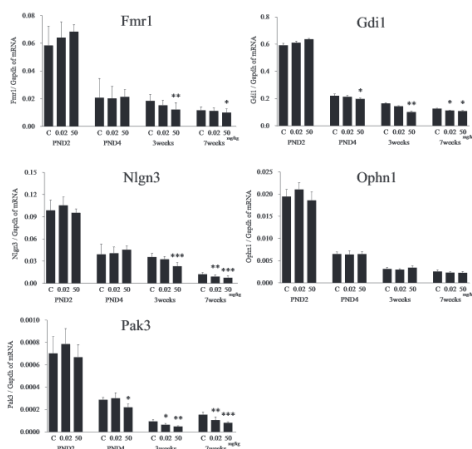 Fmr1
Fmr1/ Gapdh of mRNA
0.08
0.06
0.04
0.02
0.00
** *
C 0.02 50 C 0.02 50 C 0.02 50 C 0.02 50 mg/kg
PND2 PND4 3weeks 7weeks
Gdi1
Gdi1 / Gapdh of mRNA
0.8
0.6
0.4
0.2
0.0
* ** * *
C 0.02 50 C 0.02 50 C 0.02 50 C 0.02 50 mg/kg
PND2 PND4 3weeks 7weeks
Nlgn3
Nlgn3 / Gapdh of mRNA
0.15
0.12
0.09
0.06
0.03
0.00
*** ** ***
C 0.02 50 C 0.02 50 C 0.02 50 C 0.02 50 mg/kg
PND2 PND4 3weeks 7weeks
Ophn1
Ophn1 / Gapdh of mRNA
0.025
0.020
0.015
0.010
0.005
0.000
C 0.02 50 C 0.02 50 C 0.02 50 C 0.02 50 mg/kg
PND2 PND4 3weeks 7weeks
Pak3
Pak3 / Gapdh of mRNA
0.0010
0.0008
0.0006
0.0004
0.0002
0.0000
* * ** ** ***
C 0.02 50 C 0.02 50 C 0.02 50 C 0.02 50 mg/kg
PND2 PND4 3weeks 7weeks